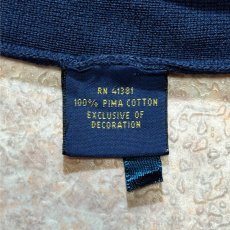 RN 41381
100% PIMA COTTON
EXCLUSIVE OF
DECORATION